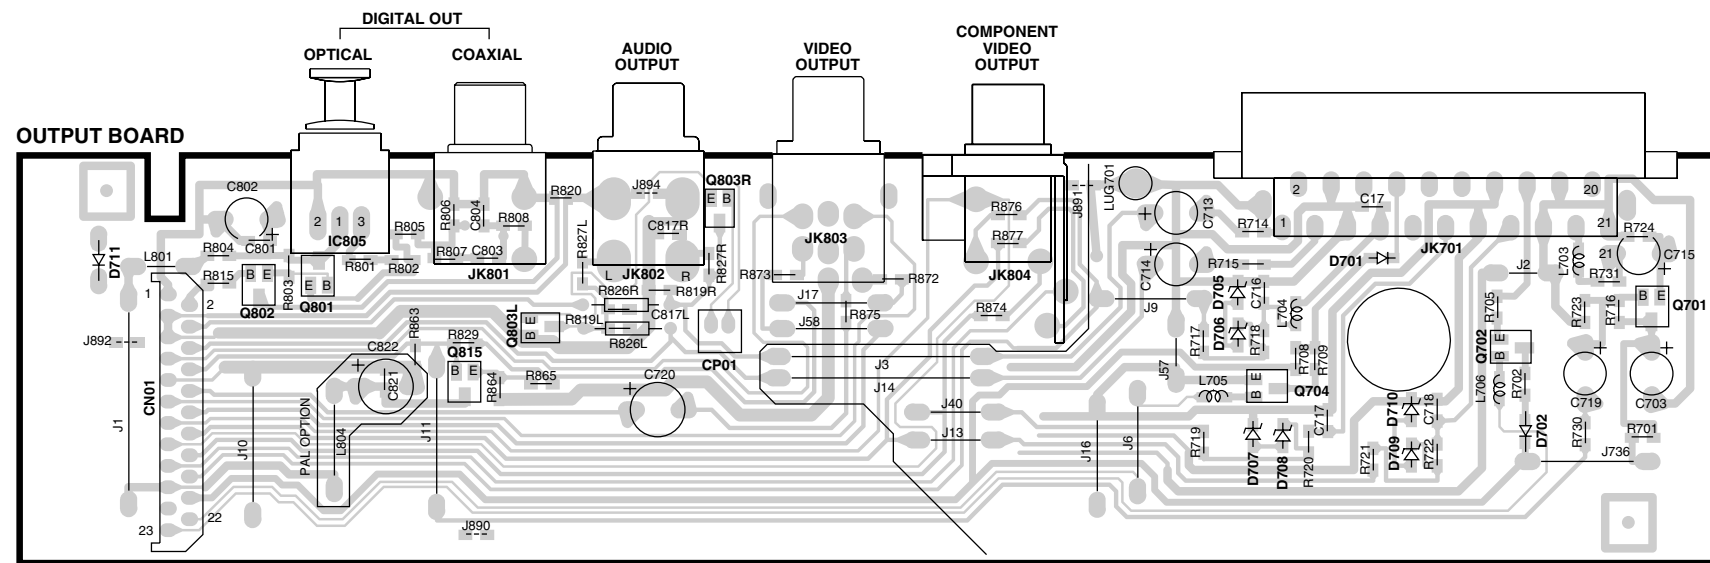 DIGITAL OUT
OPTICAL
COAXIAL
AUDIO
OUTPUT
VIDEO
OUTPUT
COMPONENT
VIDEO
OUTPUT
OUTPUT BOARD
C802
2 1 3
IC805
C801
R804
L801
D711
R815
B E
Q802
R803
E B
Q801
R801
R802
R805
R806
C804
R808
R807
C803
JK801
R820
J894
Q803R
E B
C817R
R827L
R827R
L
JK802
R
R826R
R819R
R819L
C817L
R826L
Q803L
B E
JK803
R873
R872
J17
J58
R875
CP01
R876
R877
JK804
R874
J891
LUG701
C713
C714
R714
R715
C17
2
20
1
21
JK701
D701
R724
21
C715
L703
R731
J2
J9
D705
C716
D706
R717
R718
L704
R708
R709
R705
R723
R716
B E
Q701
Q702
B E
L706
R702
C719
C703
1
2
J892
CN01
J1
J10
C822
C821
PAL OPTION
L804
R863
R829
Q815
B E
R864
R865
J11
C720
J3
J14
J40
J13
J57
L705
B E
Q704
J16
J6
R719
D707
D708
R720
C717
R721
D709
D710
C718
R722
D702
R730
R701
J736
23
22
J890